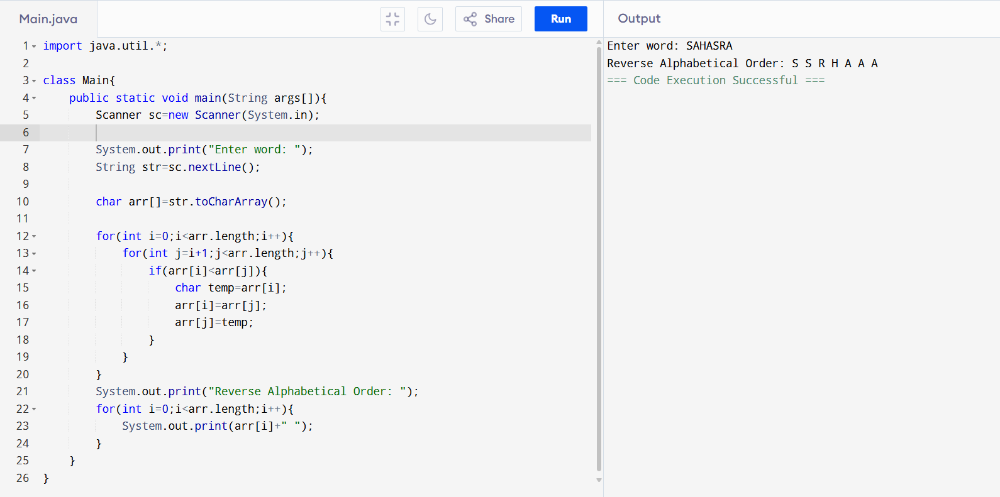 Main.java
Share
Run
Output
1 import java.util.*;
2
3 class Main{
4     public static void main(String args[]){
5         Scanner sc=new Scanner(System.in);
6
7         System.out.print("Enter word: ");
8         String str=sc.nextLine();
9
10         char arr[]=str.toCharArray();
11
12         for(int i=0;i<arr.length;i++){
13             for(int j=i+1;j<arr.length;j++){
14                 if(arr[i]<arr[j]){
15                     char temp=arr[i];
16                     arr[i]=arr[j];
17                     arr[j]=temp;
18                 }
19             }
20         }
21         System.out.print("Reverse Alphabetical Order: ");
22         for(int i=0;i<arr.length;i++){
23             System.out.print(arr[i]+" ");
24         }
25     }
26 }
Enter word: SAHASRA
Reverse Alphabetical Order: S S R H A A A
=== Code Execution Successful ===